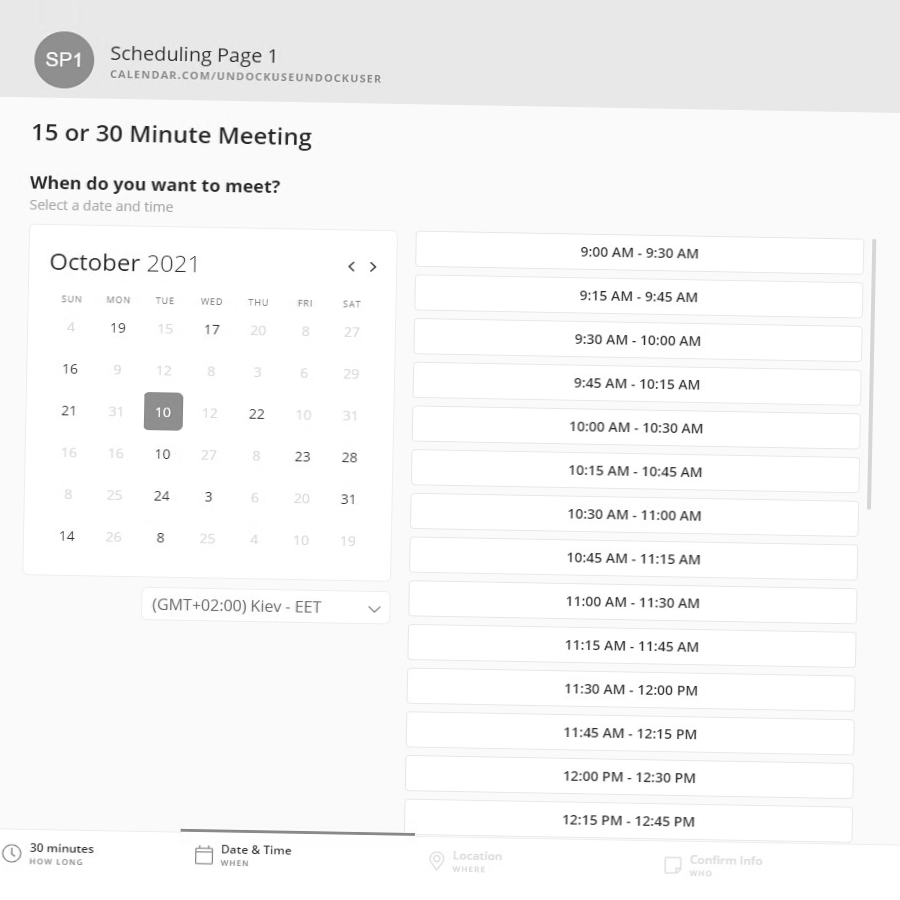 SP1
Scheduling Page 1
CALENDAR.COM/UNDOCKUSEUNDOCKUSER
15 or 30 Minute Meeting
When do you want to meet?
Select a date and time
October 2021
SUN MON TUE WED THU FRI SAT
4 19 15 17 20 8 27
16 9 12 8 3 6 29
21 31 10 12 22 10 31
16 16 10 27 8 23 28
8 25 24 3 6 20 31
14 26 8 25 4 10 19
(GMT+02:00) Kiev - EET
9:00 AM - 9:30 AM
9:15 AM - 9:45 AM
9:30 AM - 10:00 AM
9:45 AM - 10:15 AM
10:00 AM - 10:30 AM
10:15 AM - 10:45 AM
10:30 AM - 11:00 AM
10:45 AM - 11:15 AM
11:00 AM - 11:30 AM
11:15 AM - 11:45 AM
11:30 AM - 12:00 PM
11:45 AM - 12:15 PM
12:00 PM - 12:30 PM
12:15 PM - 12:45 PM
30 minutes
HOW LONG
Date & Time
WHEN
Location
WHERE
Confirm Info
WHO